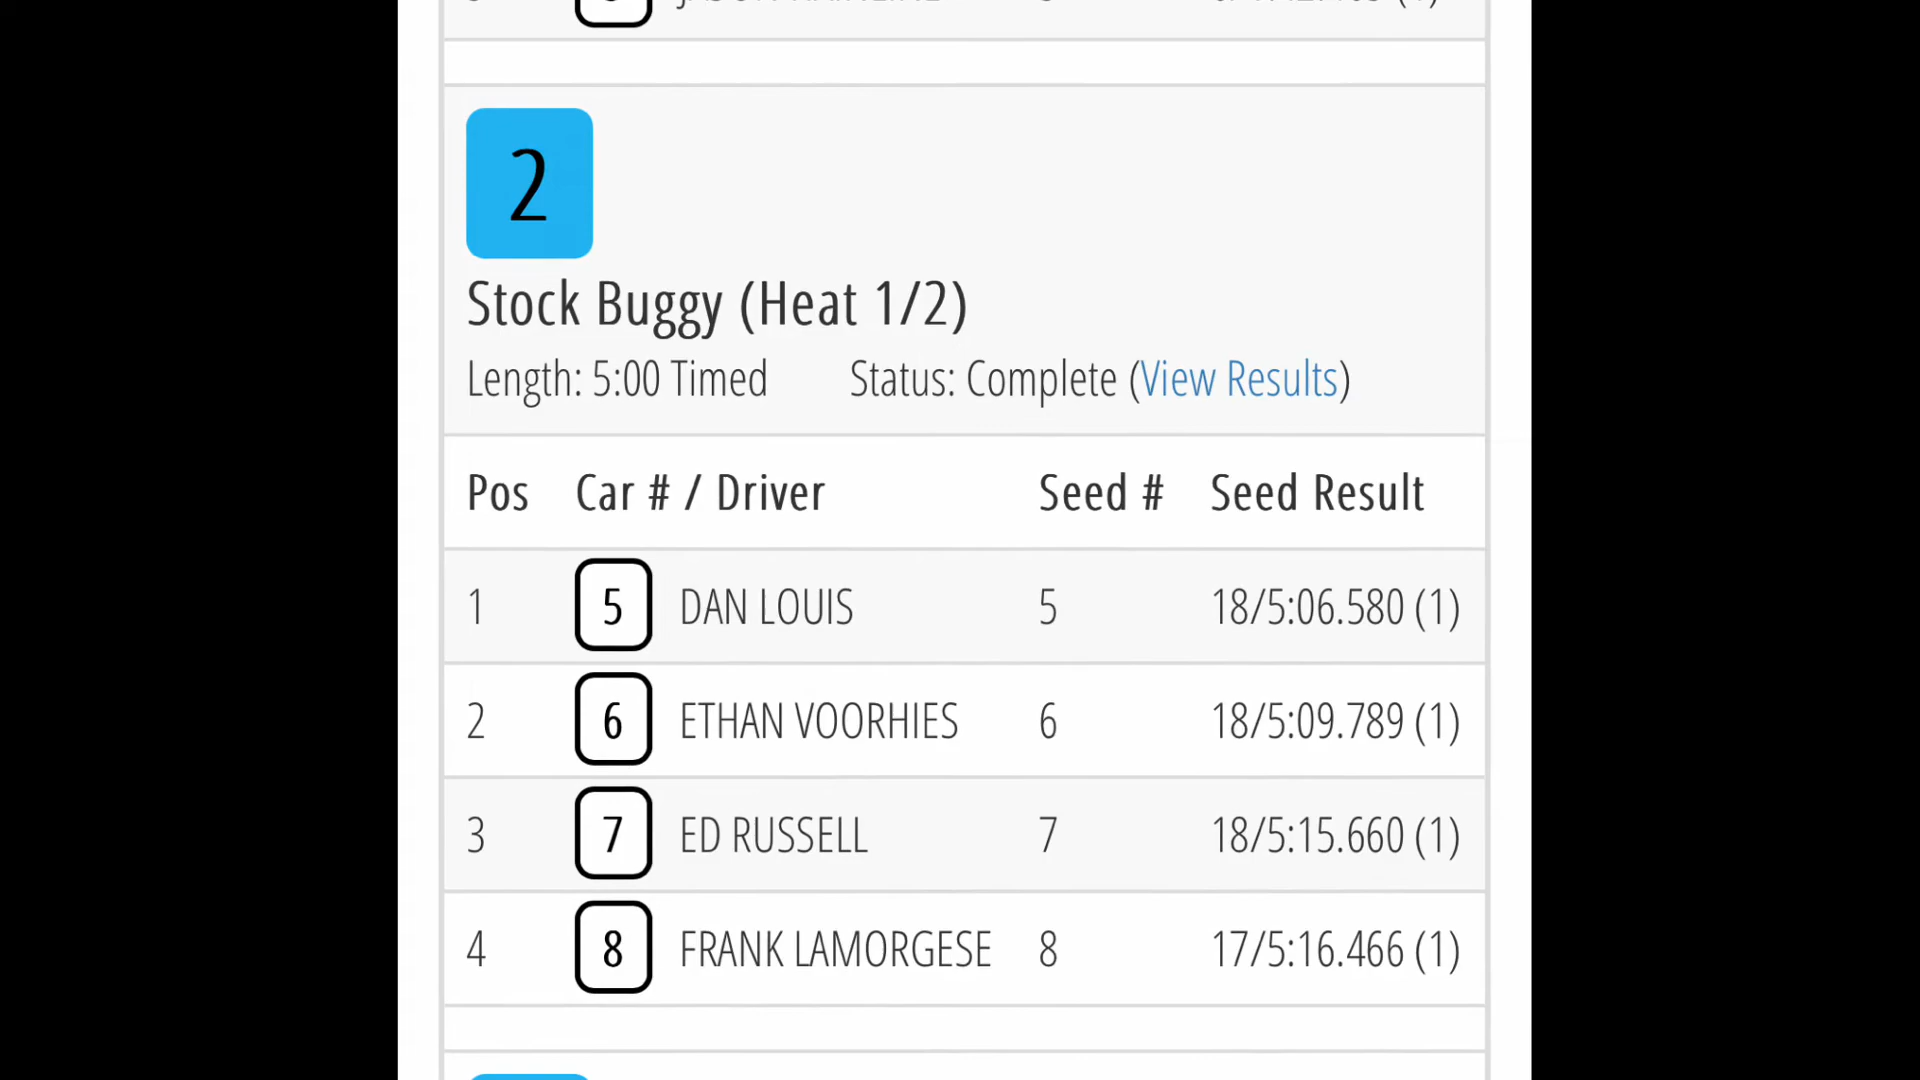 2
Stock Buggy (Heat 1/2)
Length: 5:00 Timed Status: Complete (View Results)
Pos Car # / Driver Seed # Seed Result
1 5 DAN LOUIS 5 18/5:06.580 (1)
2 6 ETHAN VOORHIES 6 18/5:09.789 (1)
3 7 ED RUSSELL 7 18/5:15.660 (1)
4 8 FRANK LAMORGESE 8 17/5:16.466 (1)